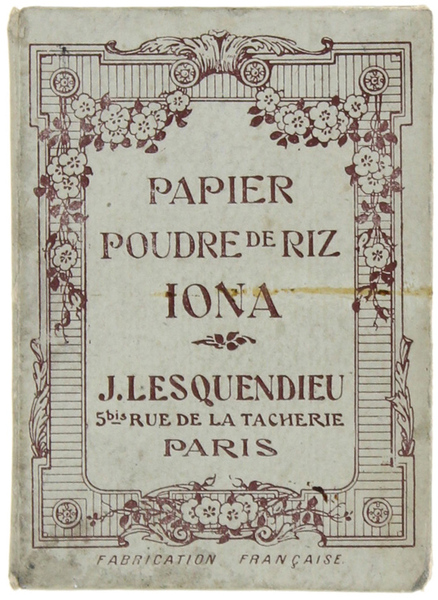 PAPIER
POUDRE DE RIZ
IONA
J. LESQUENDIEU
5bis RUE DE LA TACHERIE
PARIS
FABRICATION FRANÇAISE.